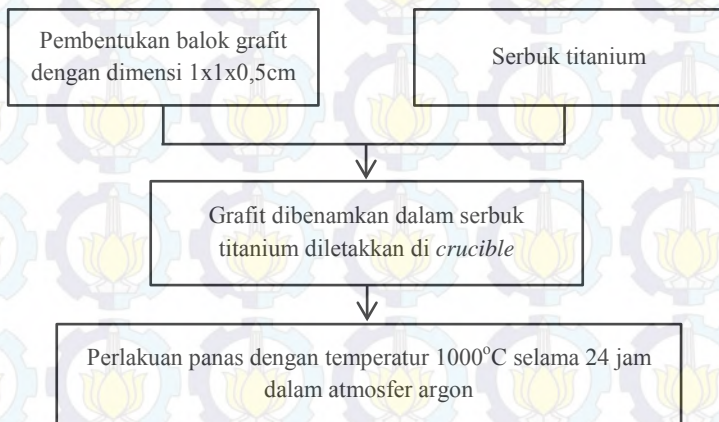 Pembentukan balok grafit
dengan dimensi 1x1x0,5cm
Serbuk titanium
Grafit dibenamkan dalam serbuk
titanium diletakkan di crucible
Perlakuan panas dengan temperatur 1000°C selama 24 jam
dalam atmosfer argon